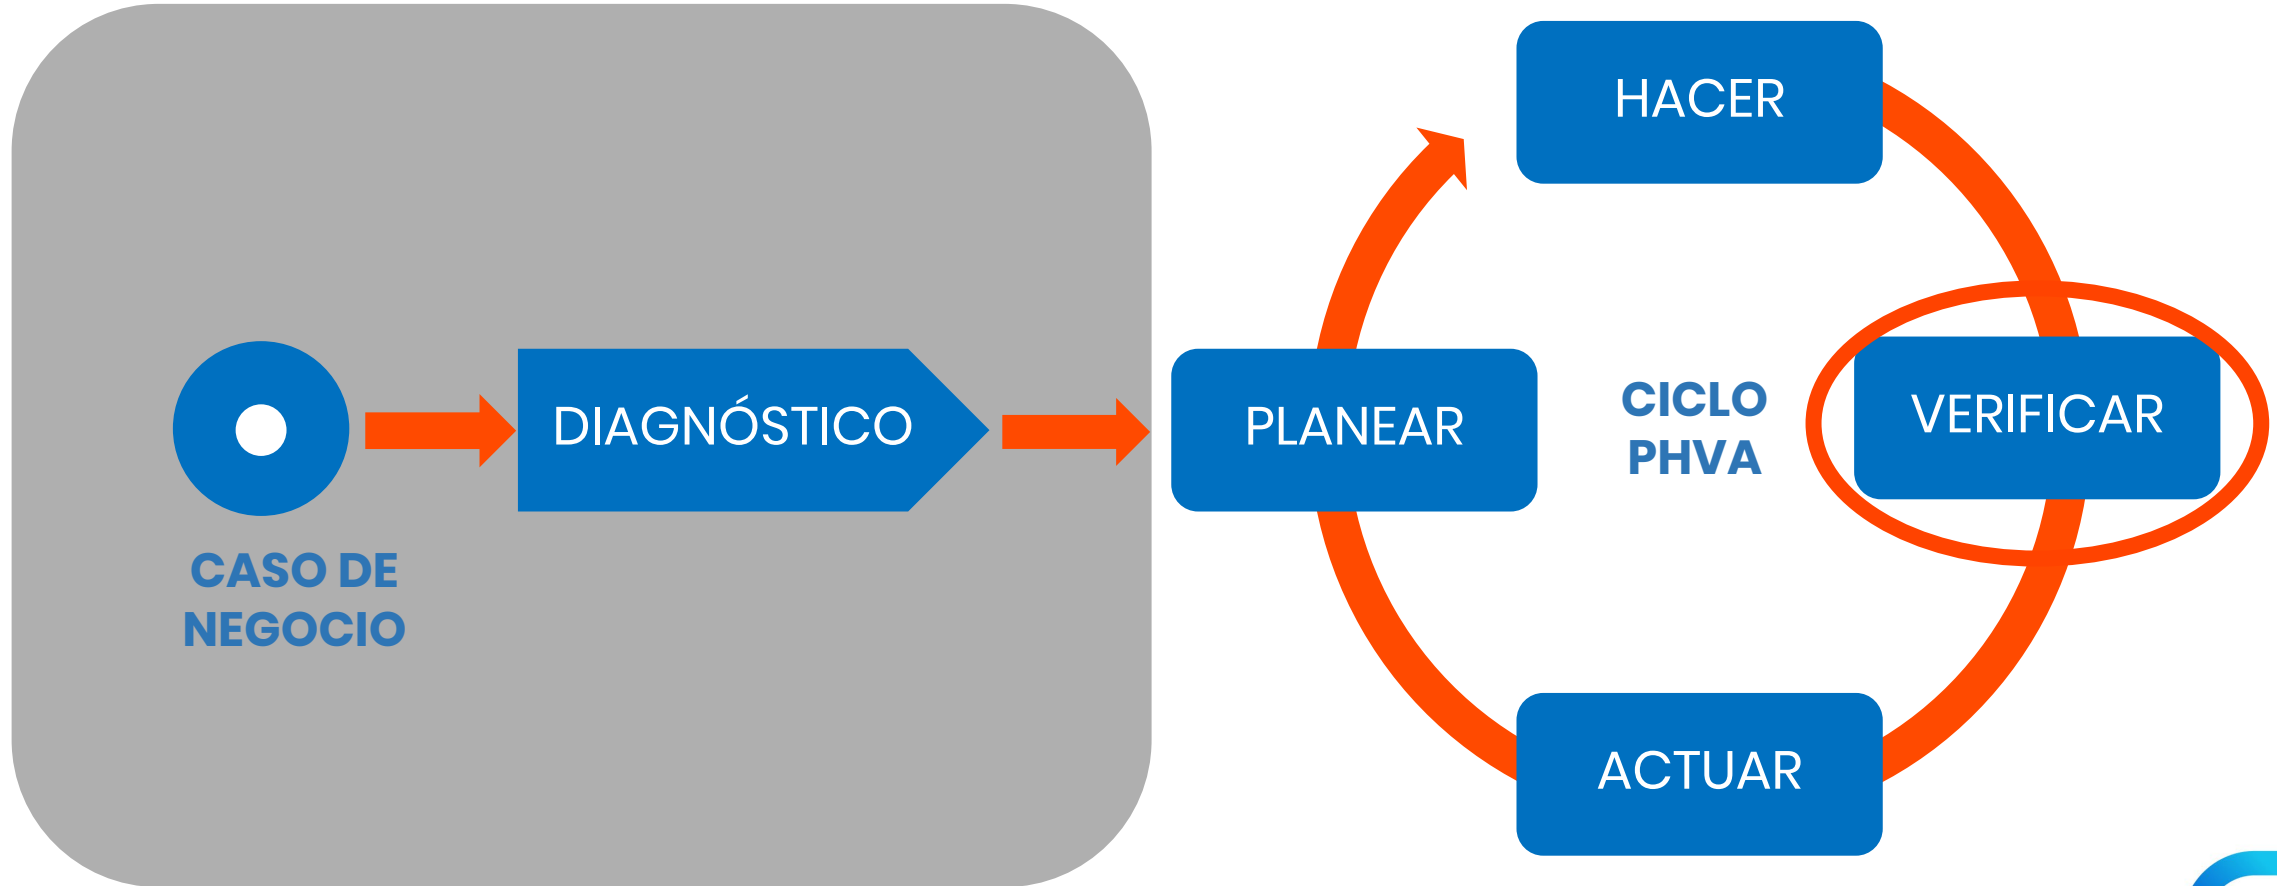 CASO DE
NEGOCIO
DIAGNÓSTICO
PLANEAR
HACER
CICLO
PHVA
VERIFICAR
ACTUAR